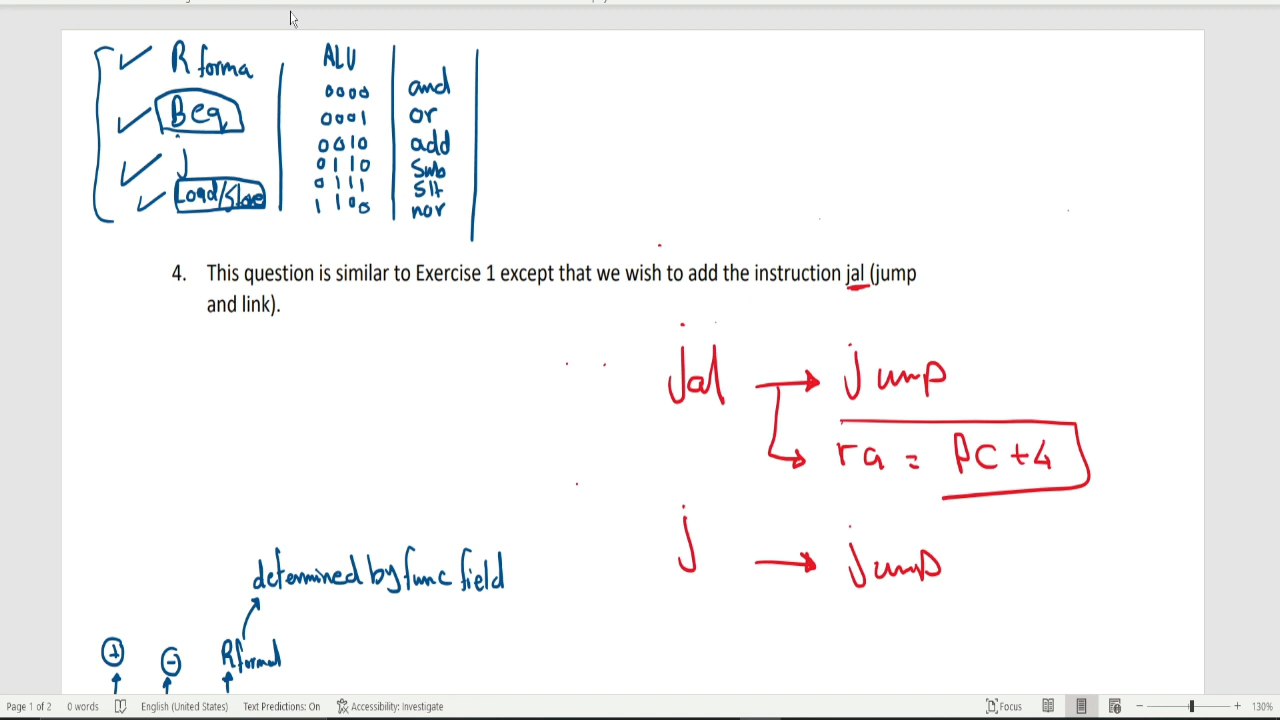 R forma
Beq
j
Load/Store
ALU
0000
0001
0010
0110
0111
1100
and
or
add
Sub
Slt
nor
4. This question is similar to Exercise 1 except that we wish to add the instruction jal (jump
and link).
jal → jump
ra = PC+4
j → jump
determined by func field
+
-
Rformat
Page 1 of 2 0 words English (United States) Text Predictions: On Accessibility: Investigate Focus 130%